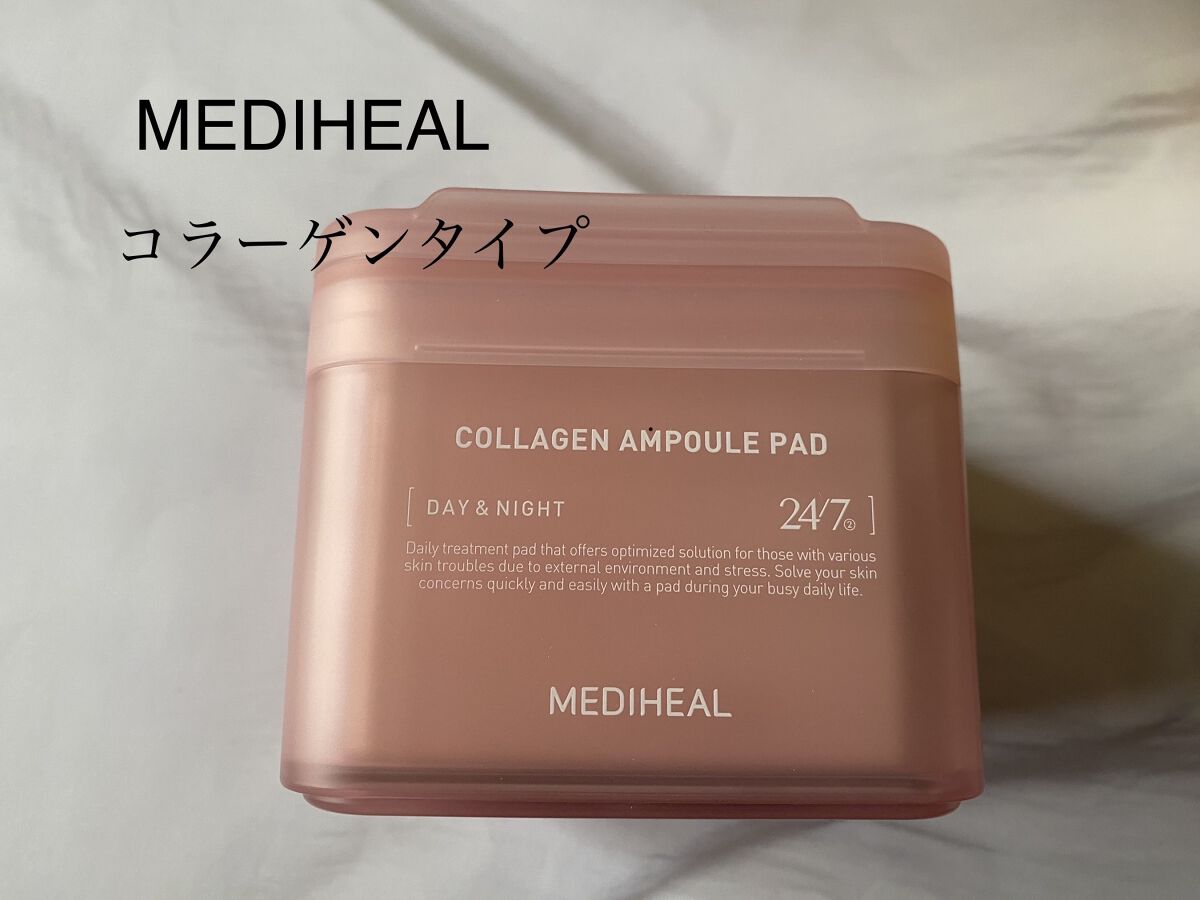 MEDIHEAL
コラーゲンタイプ
COLLAGEN AMPOULE PAD
[ DAY & NIGHT 24/7② ]
Daily treatment pad that offers optimized solution for those with various
skin troubles due to external environment and stress. Solve your skin
concerns quickly and easily with a pad during your busy daily life.
MEDIHEAL